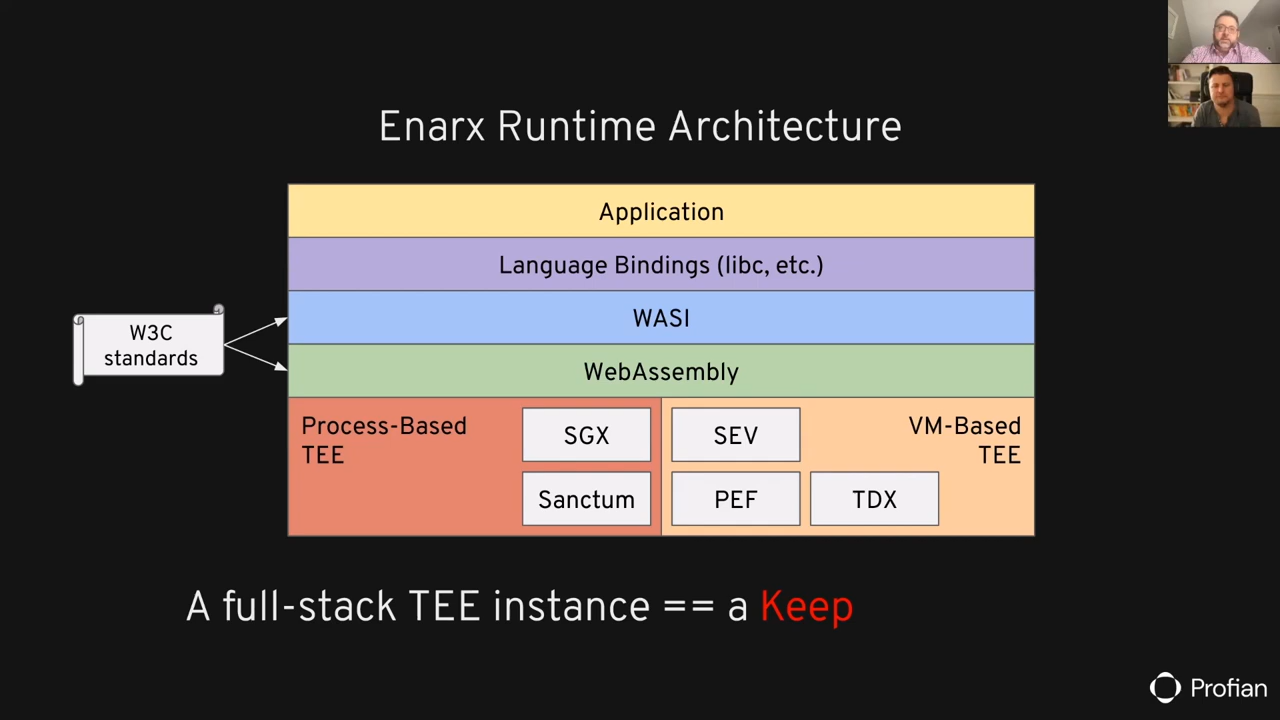 Enarx Runtime Architecture
Application
Language Bindings (libc, etc.)
WASI
W3C
standards
WebAssembly
Process-Based
TEE
SGX
SEV
VM-Based
TEE
Sanctum
PEF
TDX
A full-stack TEE instance == a Keep
Profian